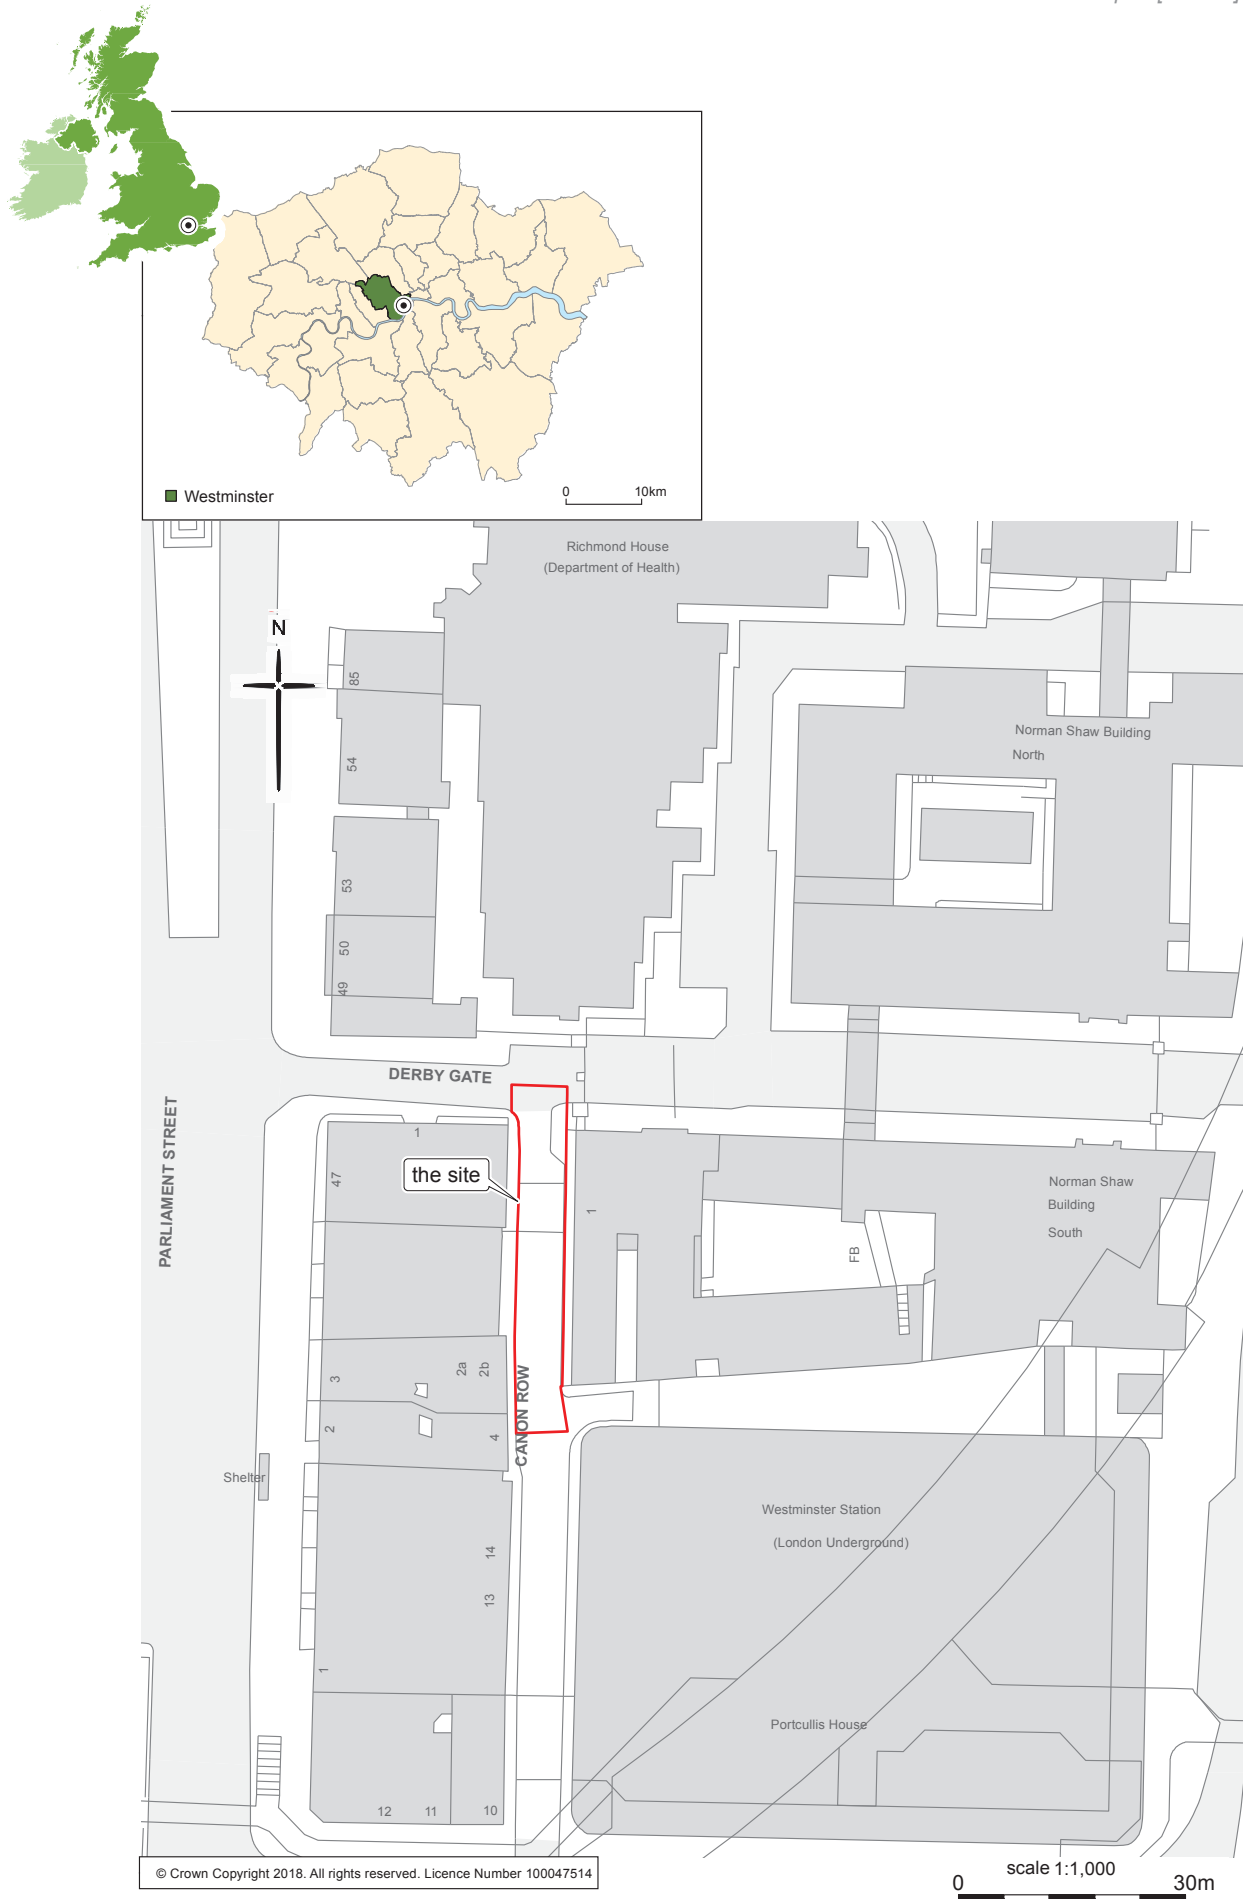 Westminster
0 10km
Richmond House
(Department of Health)
N
85
54
Norman Shaw Building
North
53
50
49
DERBY GATE
PARLIAMENT STREET
1
47
the site
1
Norman Shaw
Building
South
FB
3
2a
2b
CANON ROW
2
4
Shelter
Westminster Station
(London Underground)
14
13
1
Portcullis House
12
11
10
© Crown Copyright 2018. All rights reserved. Licence Number 100047514
scale 1:1,000
0 30m